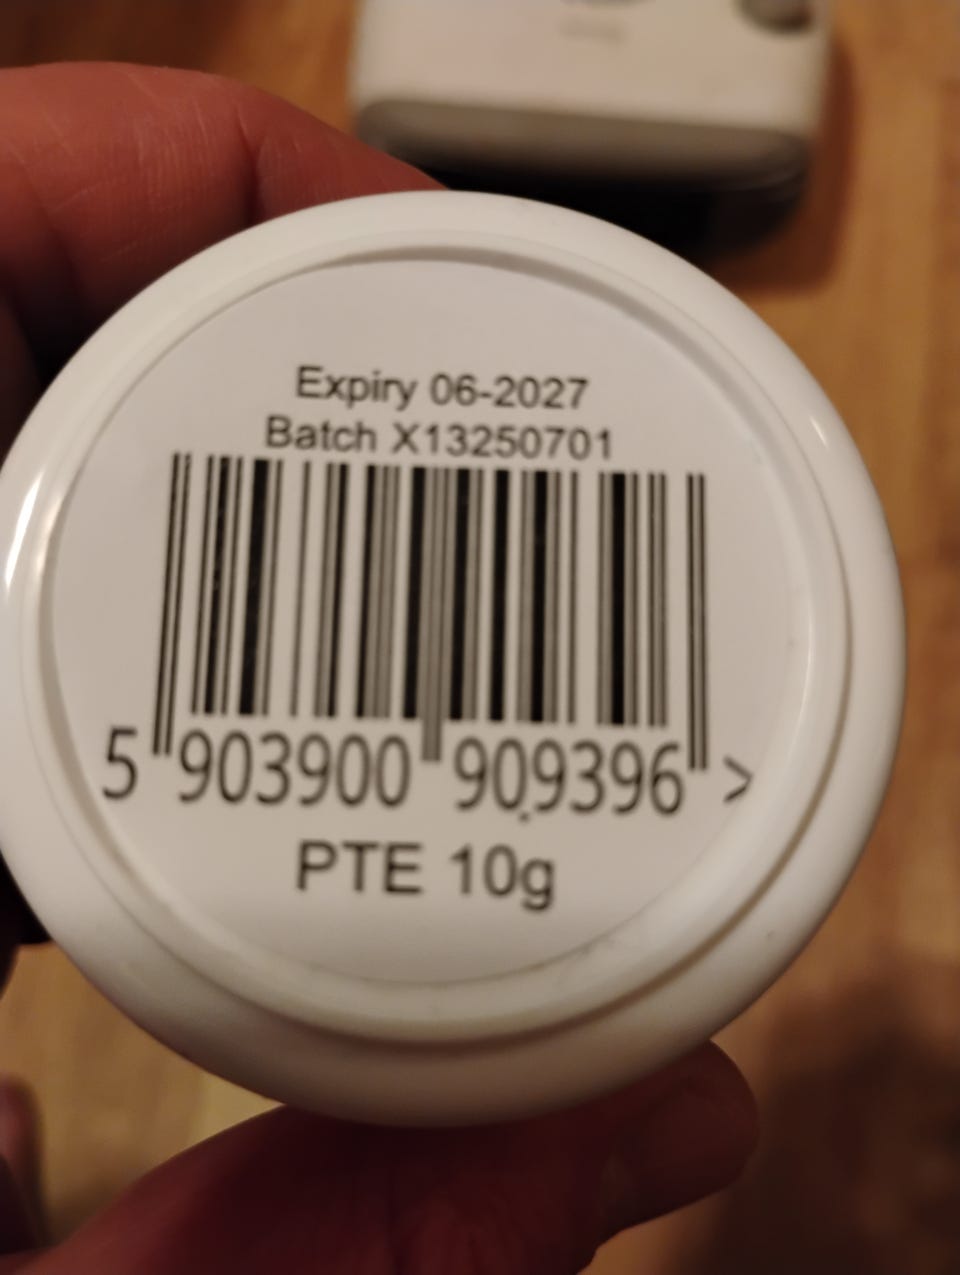 Expiry 06-2027
Batch X13250701
5 903900 909396 >
PTE 10g